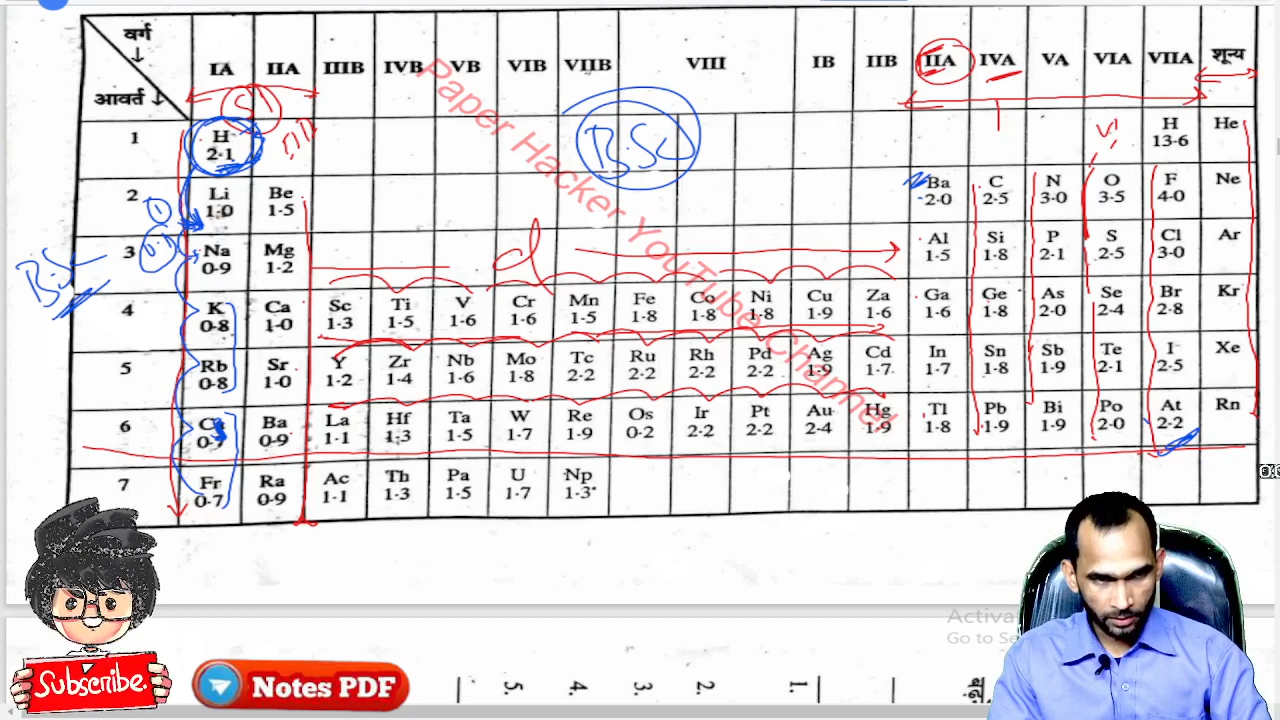 वर्ग
↓
आवर्त ↓
IA IIA IIIB IVB VB VIB VIIB VIII IB IIB IIA IVA VA VIA VIIA शून्य
1 H H He
2·1 13·6
2 Li Be Ba C N O F Ne
1·0 1·5 2·0 2·5 3·0 3·5 4·0
3 Na Mg Al Si P S Cl Ar
0·9 1·2 1·5 1·8 2·1 2·5 3·0
4 K Ca Sc Ti V Cr Mn Fe Co Ni Cu Za Ga Ge As Se Br Kr
0·8 1·0 1·3 1·5 1·6 1·6 1·5 1·8 1·8 1·8 1·9 1·6 1·6 1·8 2·0 2·4 2·8
5 Rb Sr Y Zr Nb Mo Tc Ru Rh Pd Ag Cd In Sn Sb Te I Xe
0·8 1·0 1·2 1·4 1·6 1·8 2·2 2·2 2·2 2·2 1·9 1·7 1·7 1·8 1·9 2·1 2·5
6 Ba La Hf Ta W Re Os Ir Pt Au Hg Tl Pb Bi Po At Rn
0·7 0·9 1·1 1·3 1·5 1·7 1·9 0·2 2·2 2·2 2·4 1·9 1·8 1·9 1·9 2·0 2·2
7 Fr Ra Ac Th Pa U Np
0·7 0·9 1·1 1·3 1·5 1·7 1·3
Paper Hacker YouTube Channel
d
Activa
Go to Se
Subscribe.
Notes PDF
5. 4. 3. 2. 1.